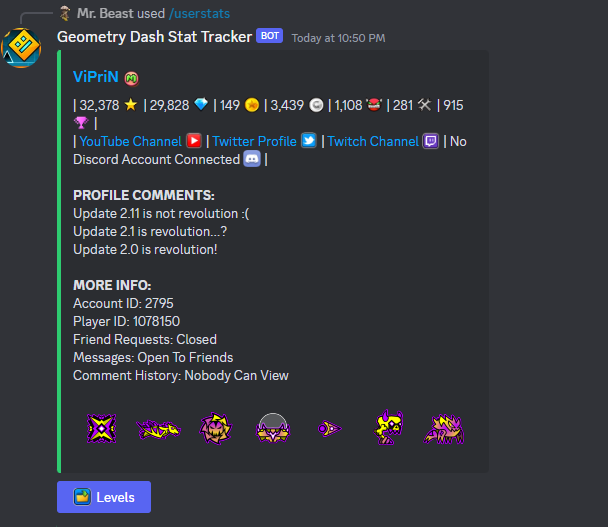 Mr. Beast used /userstats
Geometry Dash Stat Tracker BOT Today at 10:50 PM
ViPriN
| 32,378 | 29,828 | 149 | 3,439 | 1,108 | 281 | 915
|
| YouTube Channel | Twitter Profile | Twitch Channel | No
Discord Account Connected |
PROFILE COMMENTS:
Update 2.11 is not revolution :(
Update 2.1 is revolution...?
Update 2.0 is revolution!
MORE INFO:
Account ID: 2795
Player ID: 1078150
Friend Requests: Closed
Messages: Open To Friends
Comment History: Nobody Can View
Levels